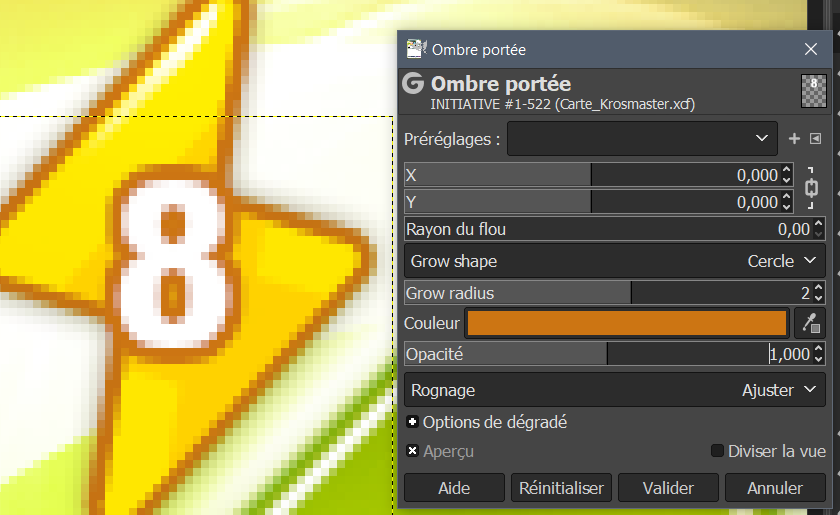 Ombre portée
Ombre portée
INITIATIVE #1-522 (Carte_Krosmaster.xcf)
8
Préréglages :
X 0,000
Y 0,000
Rayon du flou 0,00
Grow shape Cercle
Grow radius 2
Couleur
Opacité 1,000
Rognage Ajuster
Options de dégradé
Aperçu
Diviser la vue
Aide Réinitialiser Valider Annuler
8